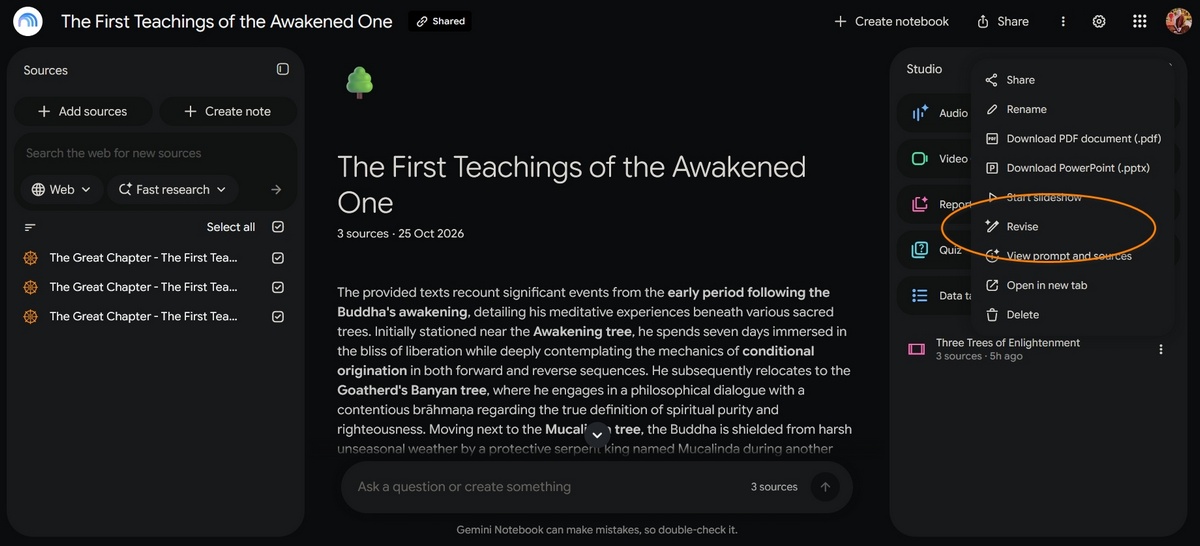 The First Teachings of the Awakened One
Shared
Create notebook
Share
Sources
Add sources
Create note
Search the web for new sources
Web
Fast research
Select all
The Great Chapter - The First Tea...
The Great Chapter - The First Tea...
The Great Chapter - The First Tea...
The First Teachings of the Awakened
One
3 sources · 25 Oct 2026
The provided texts recount significant events from the early period following the
Buddha's awakening, detailing his meditative experiences beneath various sacred
trees. Initially stationed near the Awakening tree, he spends seven days immersed in
the bliss of liberation while deeply contemplating the mechanics of conditional
origination in both forward and reverse sequences. He subsequently relocates to the
Goatherd's Banyan tree, where he engages in a philosophical dialogue with a
contentious brāhmaṇa regarding the true definition of spiritual purity and
righteousness. Moving next to the tree, the Buddha is shielded from harsh
unseasonal weather by a protective serpent king named Mucalinda during another
Ask a question or create something
3 sources
Gemini Notebook can make mistakes, so double-check it.
Studio
Audio
Video
Report
Quiz
Data ta
Share
Rename
Download PDF document (.pdf)
Download PowerPoint (.pptx)
Start slideshow
Revise
View prompt and sources
Open in new tab
Delete
Three Trees of Enlightenment
3 sources · 5h ago